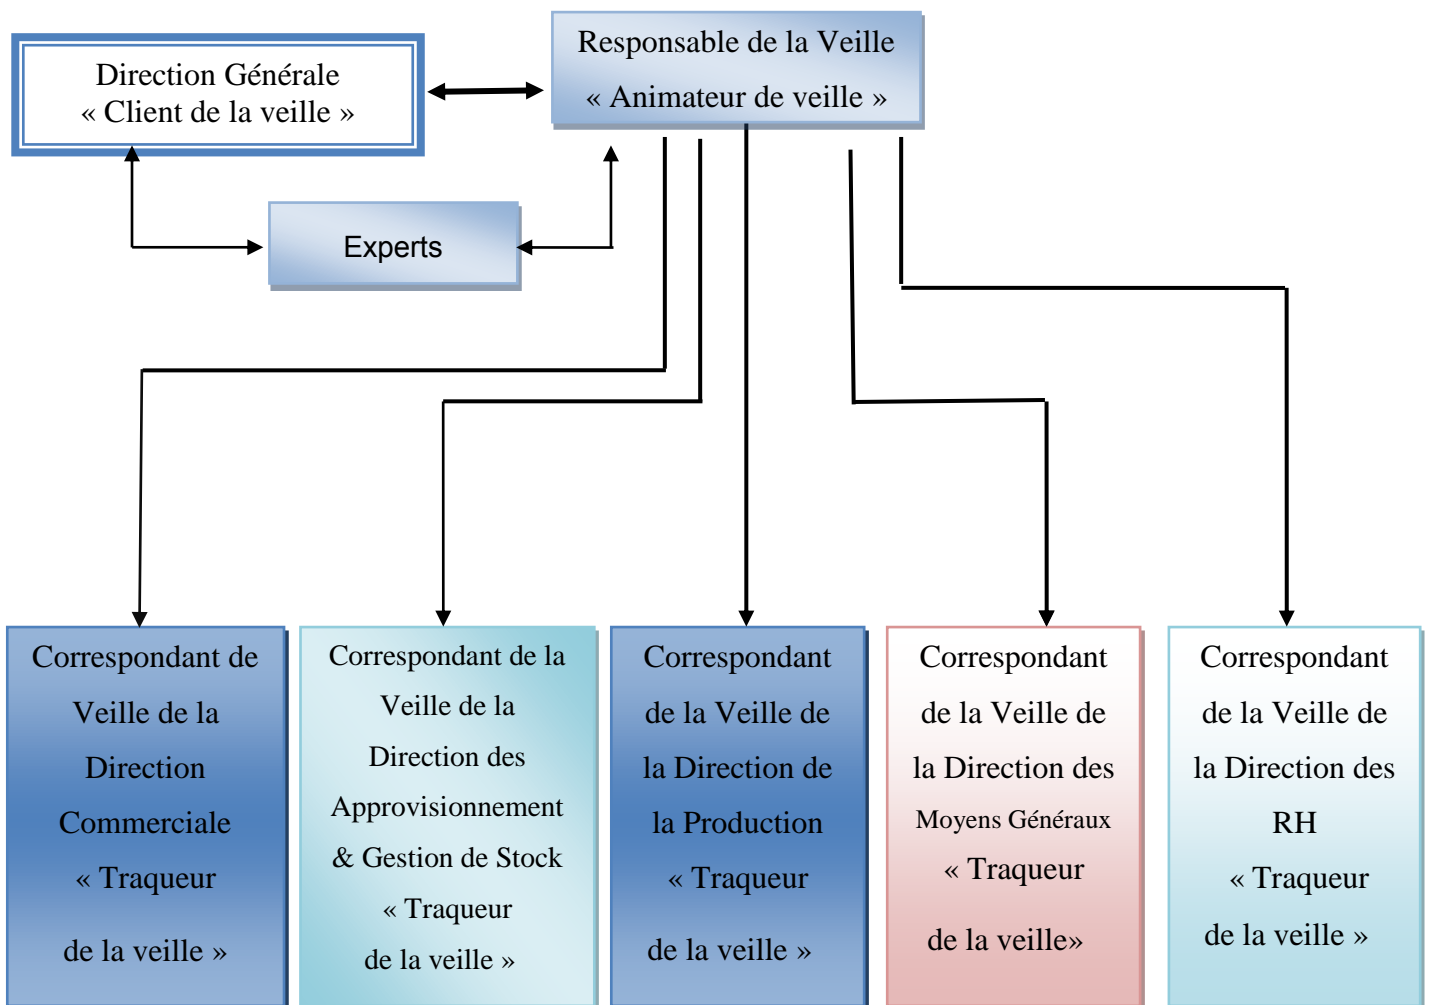 Direction Générale
« Client de la veille »
Responsable de la Veille
« Animateur de veille »
Experts
Correspondant de
Veille de la
Direction
Commerciale
« Traqueur
de la veille »
Correspondant de la
Veille de la
Direction des
Approvisionnement
& Gestion de Stock
« Traqueur
de la veille »
Correspondant
de la Veille de
la Direction de
la Production
« Traqueur
de la veille »
Correspondant
de la Veille de
la Direction des
Moyens Généraux
« Traqueur
de la veille»
Correspondant
de la Veille de
la Direction des
RH
« Traqueur
de la veille »